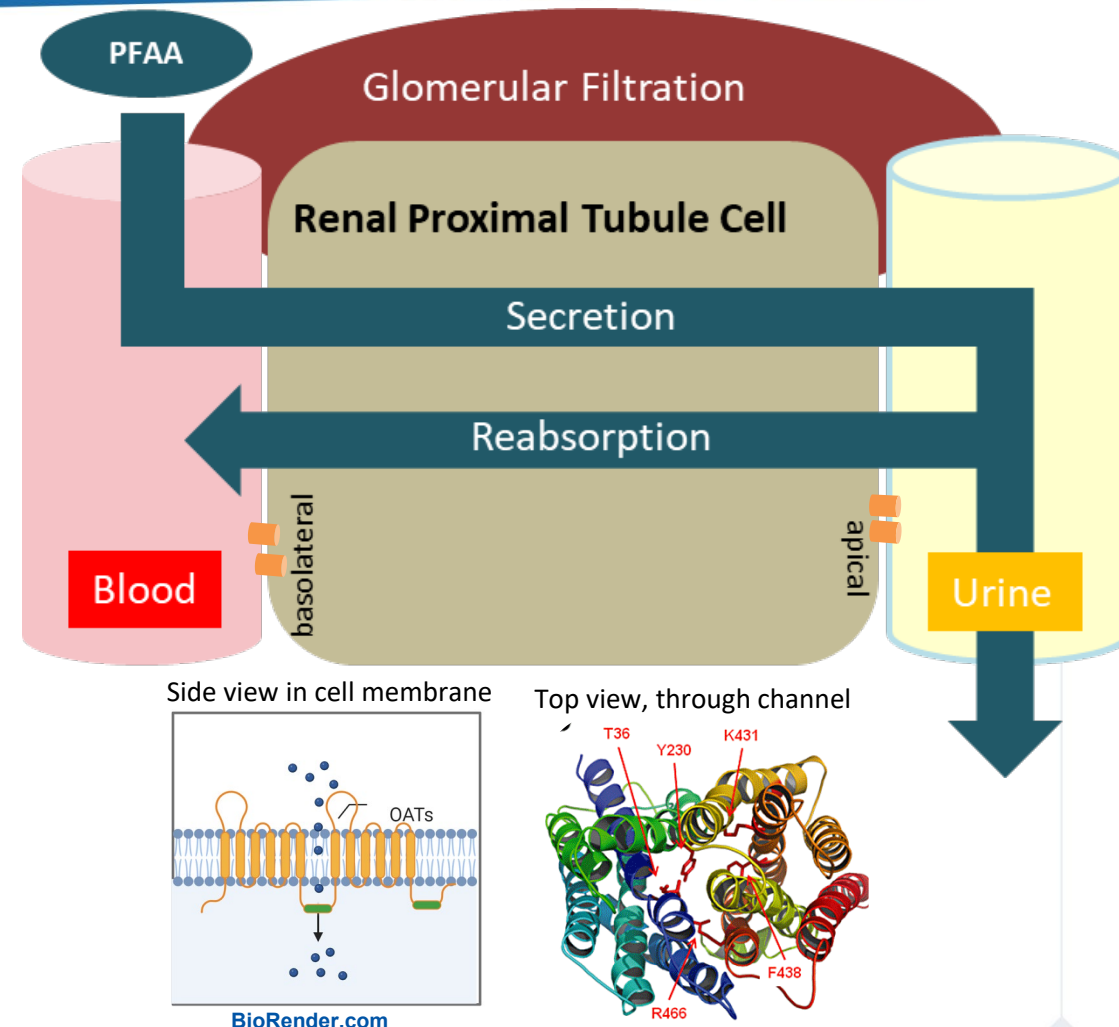 PFAA
Glomerular Filtration
Renal Proximal Tubule Cell
Secretion
Reabsorption
basolateral
apical
Blood
Urine
Side view in cell membrane
Top view, through channel
OATs
T36
Y230
K431
F438
R466
BioRender.com